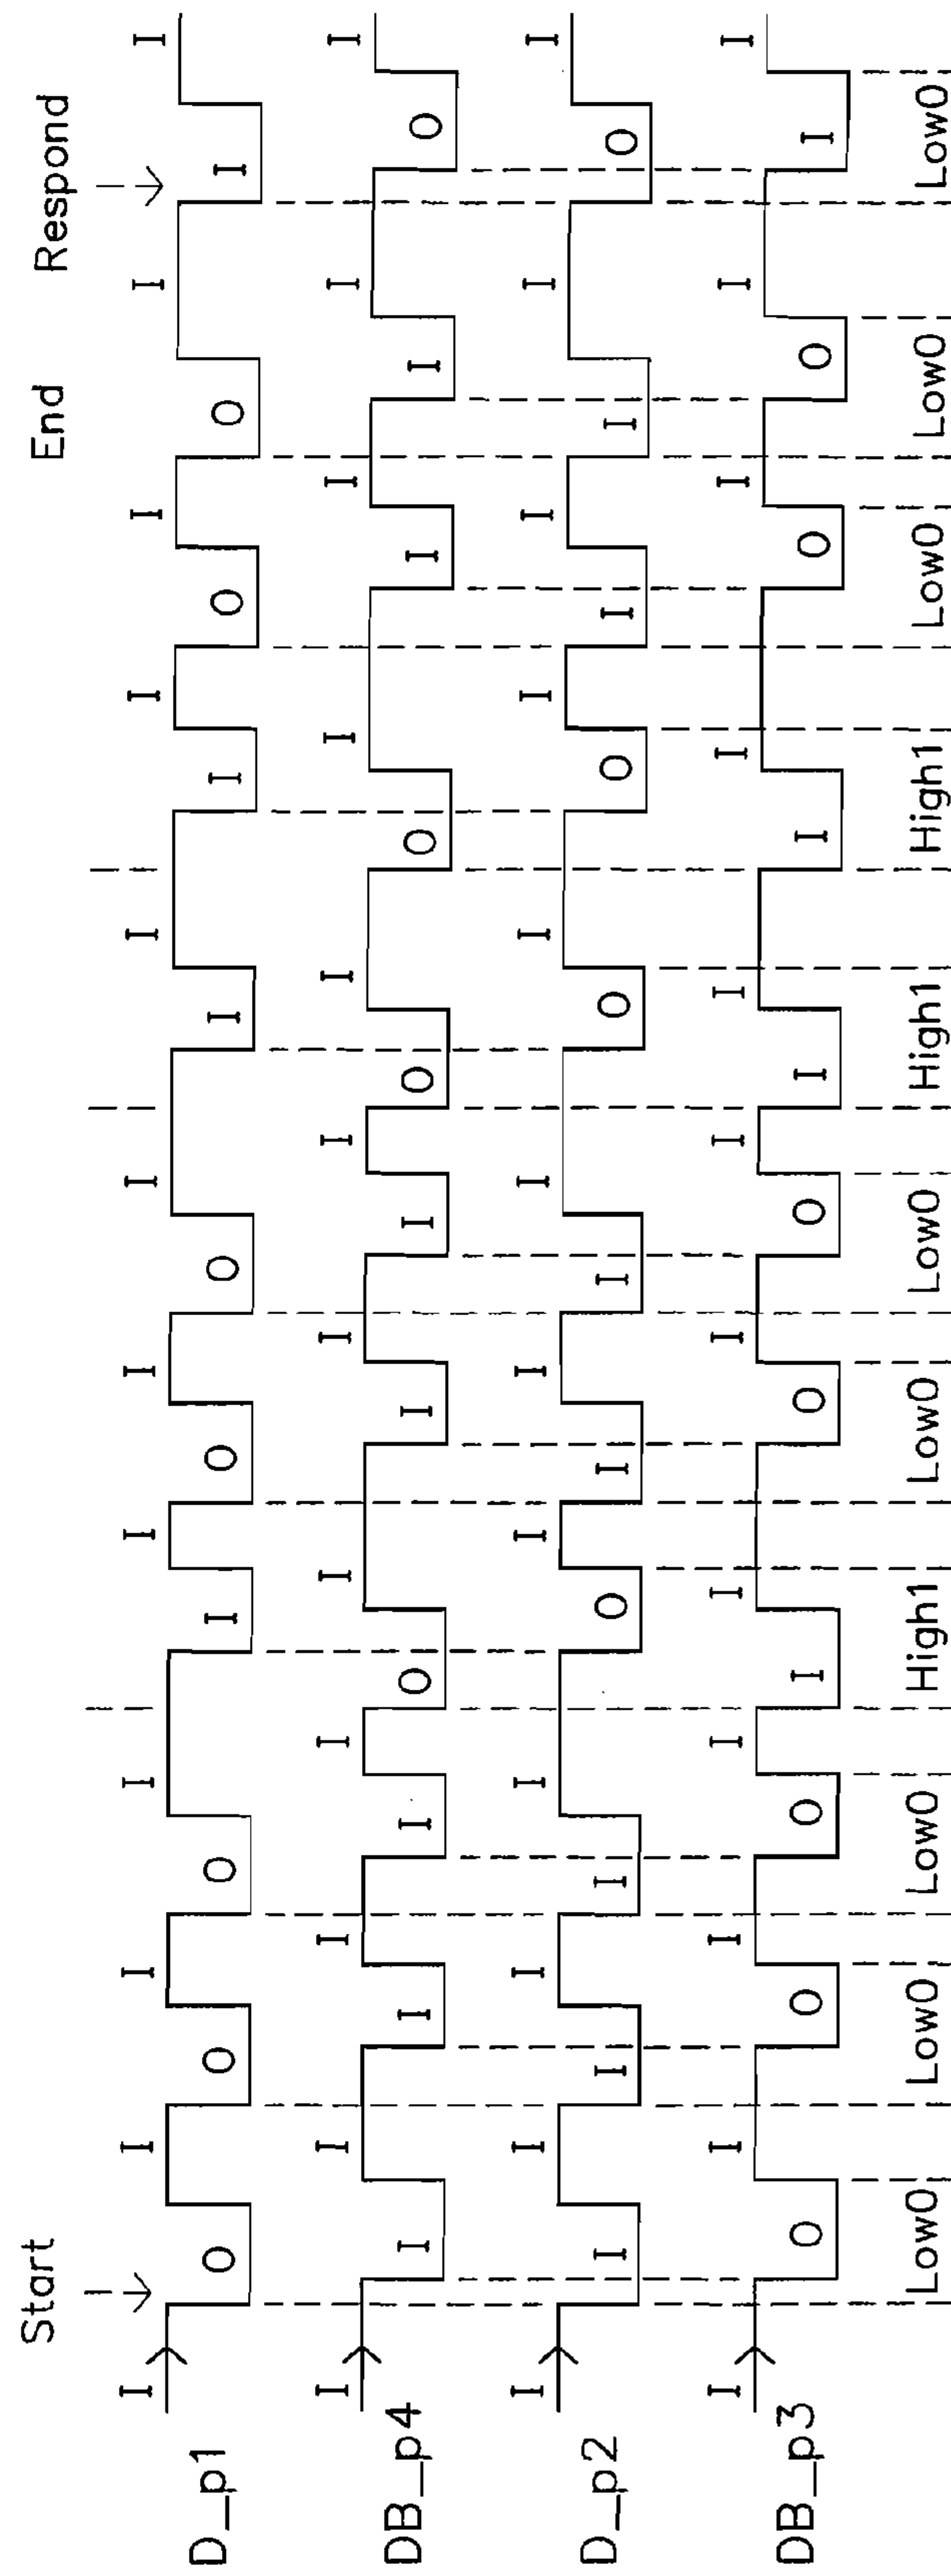 Start End Respond
I I I I I I I I I I I I
D_p1 O O O I O O I I O O I
I I I I I I I I I I I I
DB_p4 I I I O I I O O I I O
I I I I I I I I I I I I
D_p2 I I I O I I O O I I O
I I I I I I I I I I I I
DB_p3 O O O I O O I I O O I
Low0 Low0 Low0 High1 Low0 Low0 High1 High1 Low0 Low0 Low0